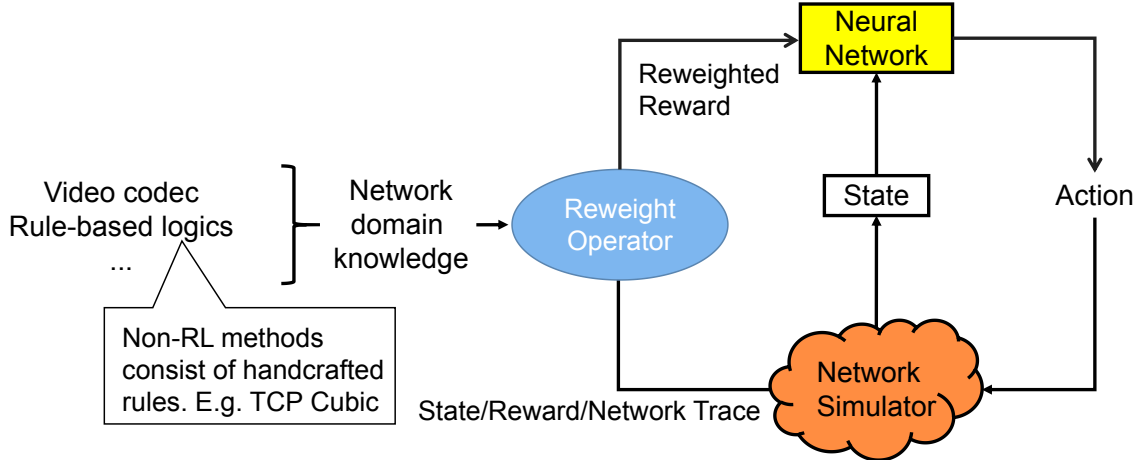 Neural
Network
Reweighted
Reward
Video codec
Rule-based logics
...
Network
domain
knowledge
Reweight
Operator
State
Action
Non-RL methods
consist of handcrafted
rules. E.g. TCP Cubic
State/Reward/Network Trace
Network
Simulator